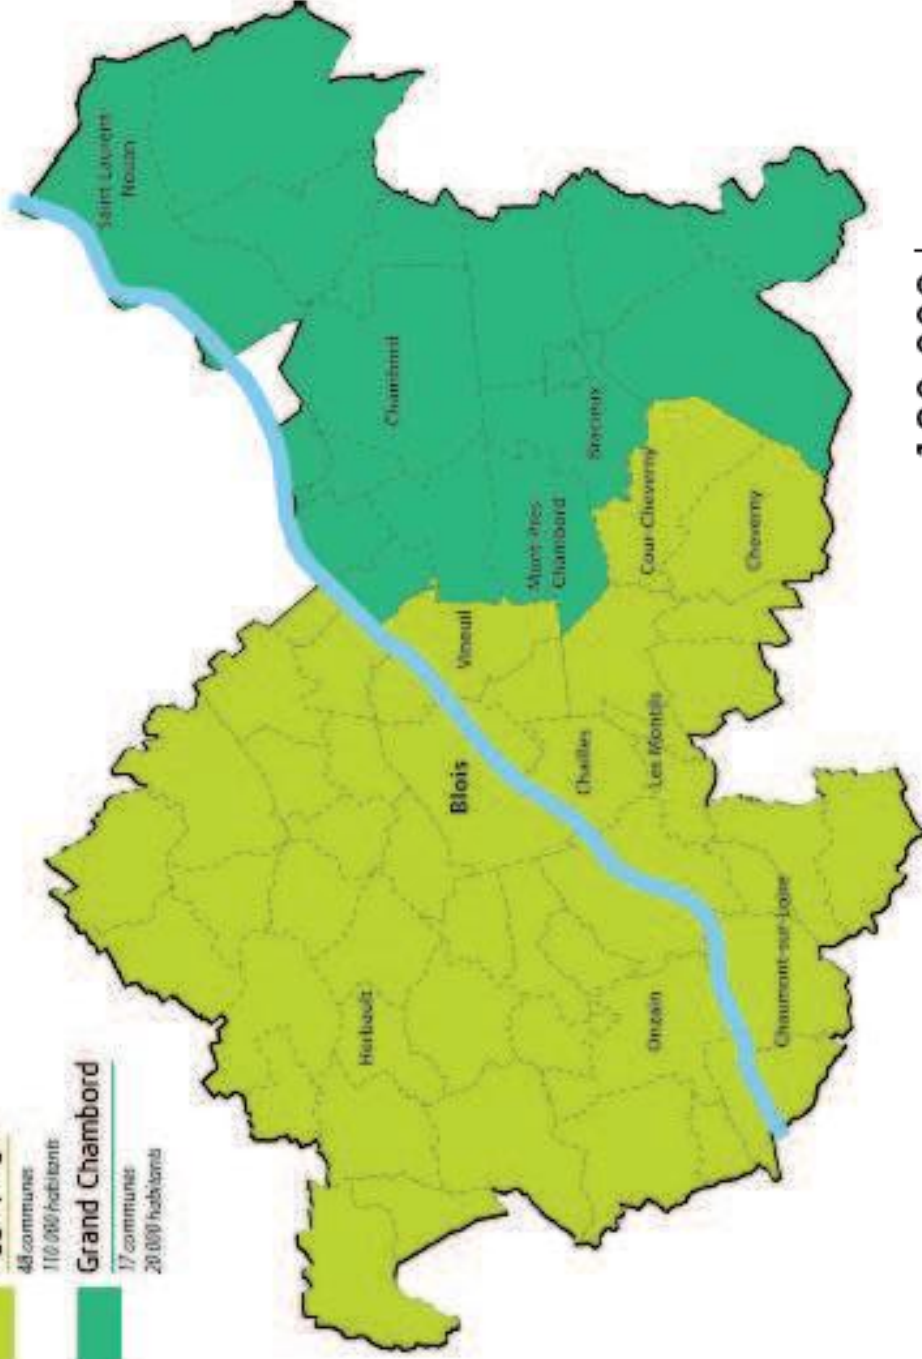 48 communes
110 000 habitants
Grand Chambord
17 communes
20 000 habitants
Saint Laurent
Nouan
Chambord
Bracieux
Mont-Près
Chambord
Cour-Cheverny
Cheverny
Vineuil
Blois
Chailles
Les Montils
Herbault
Onzain
Chaumont-sur-Loire